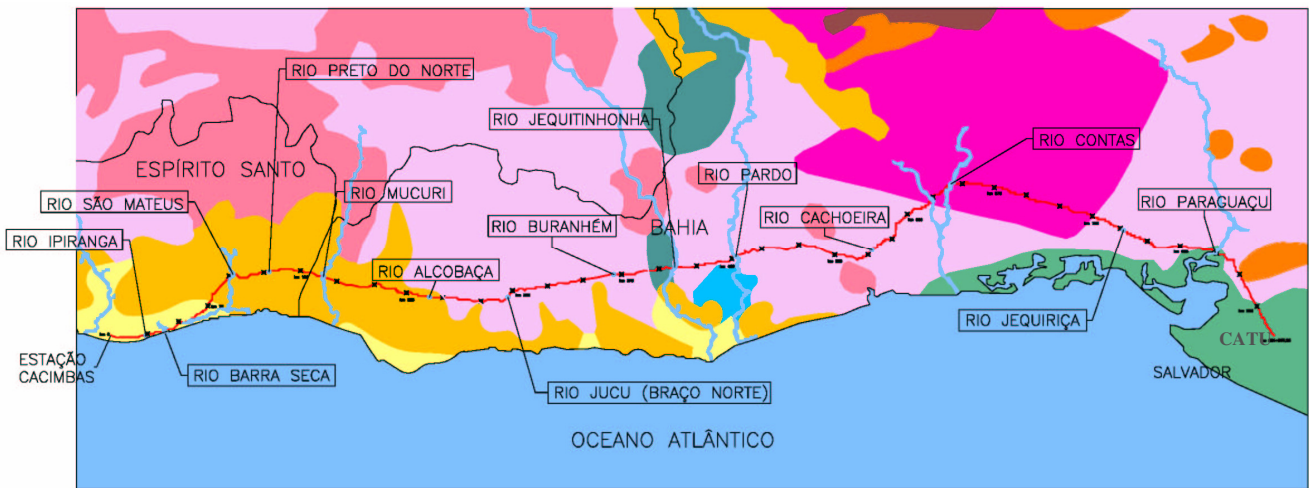 RIO PRETO DO NORTE
RIO JEQUITINHONHA
RIO CONTAS
ESPÍRITO SANTO
RIO PARDO
RIO MUCURI
RIO SÃO MATEUS
RIO PARAGUAÇU
RIO CACHOEIRA
BAHIA
RIO BURANHÉM
RIO IPIRANGA
RIO ALCOBAÇA
RIO JEQUIRIÇA
CATU
ESTAÇÃO
CACIMBAS
RIO BARRA SECA
SALVADOR
RIO JUCU (BRAÇO NORTE)
OCEANO ATLÂNTICO